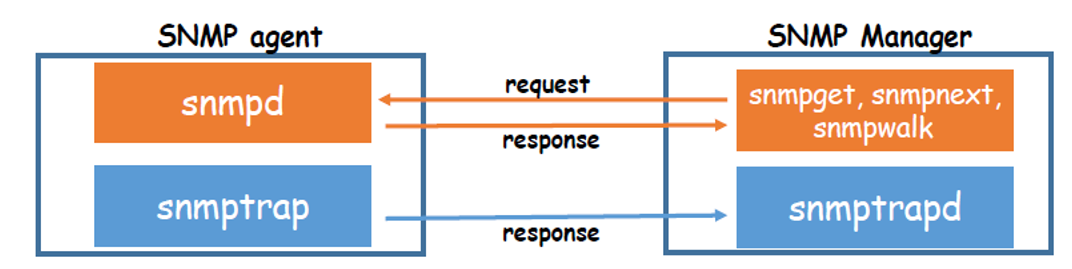 SNMP agent
SNMP Manager
snmpd
request
response
snmpget, snmpnext,
snmpwalk
snmptrap
response
snmptrapd